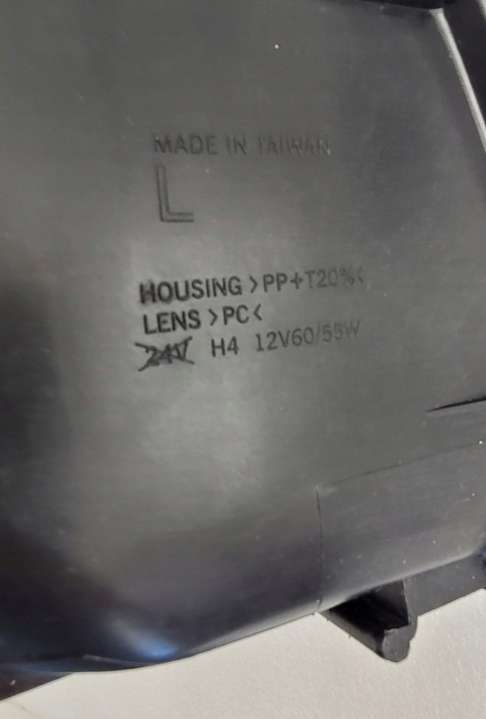 MADE IN TAIWAN
L
HOUSING >PP+T20%<
LENS >PC<
24V H4 12V60/55W